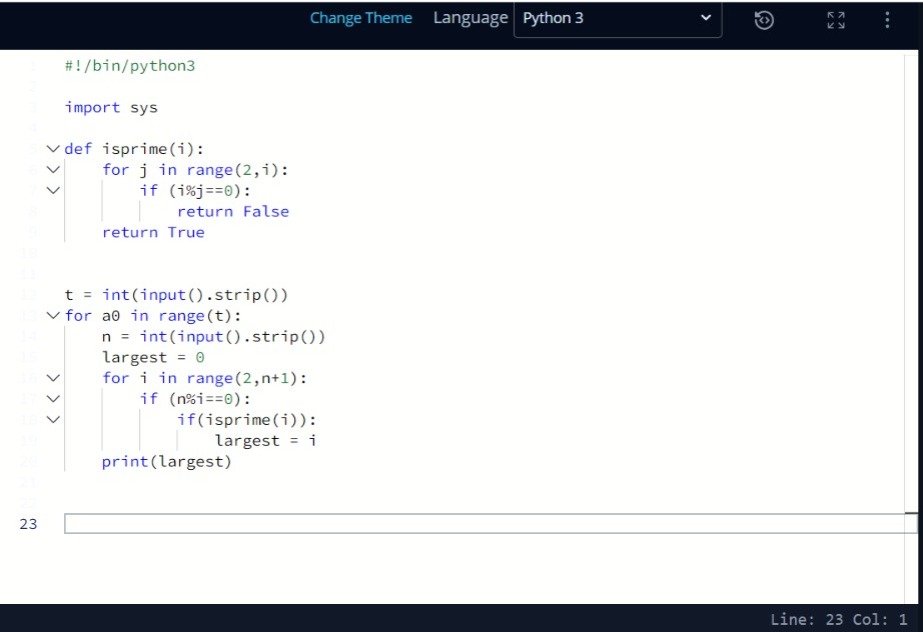 Change Theme Language Python 3
1 #!/bin/python3
2
3 import sys
4
5 def isprime(i):
6     for j in range(2,i):
7         if (i%j==0):
8             return False
9     return True
10
11
12 t = int(input().strip())
13 for a0 in range(t):
14     n = int(input().strip())
15     largest = 0
16     for i in range(2,n+1):
17         if (n%i==0):
18             if(isprime(i)):
19                 largest = i
20     print(largest)
21
22
23
Line: 23 Col: 1